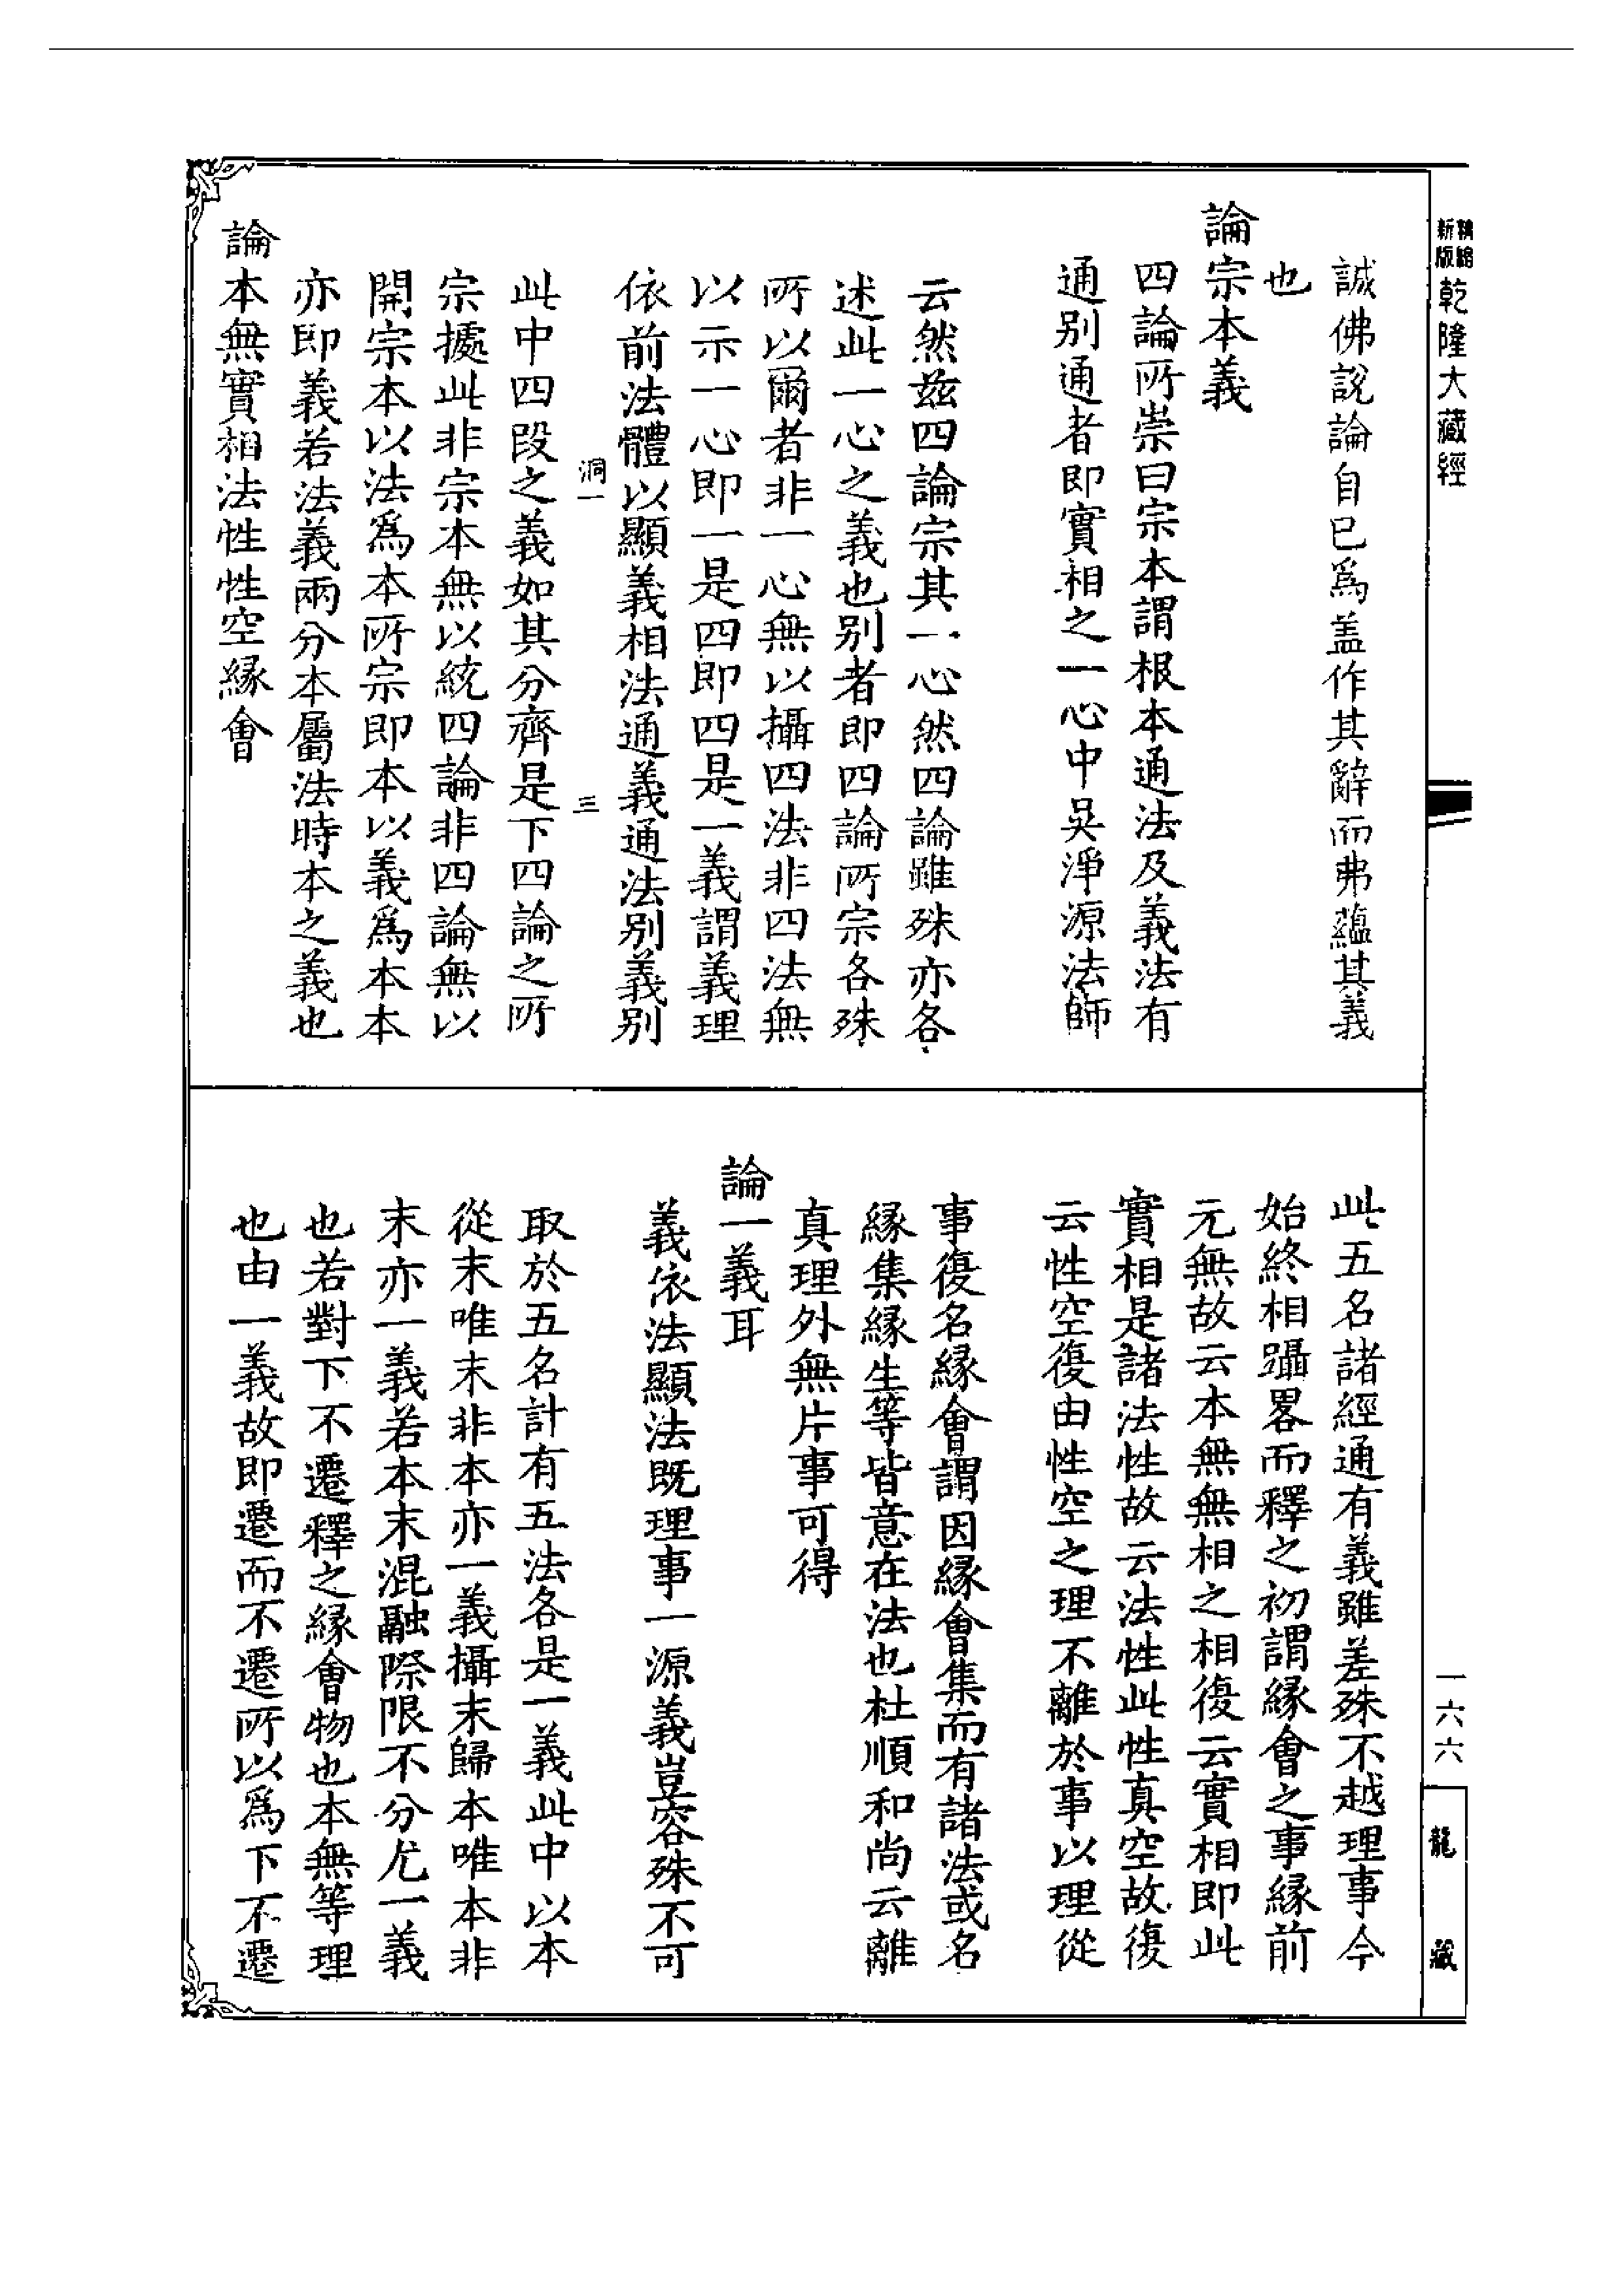 精縮新版乾隆大藏經
誠佛說論自巳爲盖作其辭而弗蘊其義
也
論宗本義
四論所崇曰宗本謂根本通法及義法有
通别通者即實相之一心中吳淨源法師
云然兹四論宗其一心然四論雖殊亦各
述此一心之義也别者即四論所宗各殊
所以爾者非一心無以攝四法非四法無
以示一心即一是四即四是一義謂義理
依前法體以顯義相法通義通法别義别
洞一 三
此中四段之義如其分齊是下四論之所
宗據此非宗本無以統四論非四論無以
開宗本以法爲本所宗即本以義爲本本
亦即義若法義兩分本屬法時本之義也
論本無實相法性性空緣會
此五名諸經通有義雖差殊不越理事今
始終相躡畧而釋之初謂緣會之事緣前
元無故云本無無相之相復云實相即此
實相是諸法性故云法性此性真空故復
云性空復由性空之理不離於事以理從
事復名緣會謂因緣會集而有諸法或名
緣集緣生等皆意在法也杜順和尚云離
真理外無片事可得
論一義耳
義依法顯法既理事一源義豈容殊不可
取於五名計有五法各是一義此中以本
從末唯末非本亦一義攝末歸本唯本非
末亦一義若本末混融際限不分尤一義
也若對下不遷釋之緣會物也本無等理
也由一義故即遷而不遷所以爲下不遷
一六六
龍藏